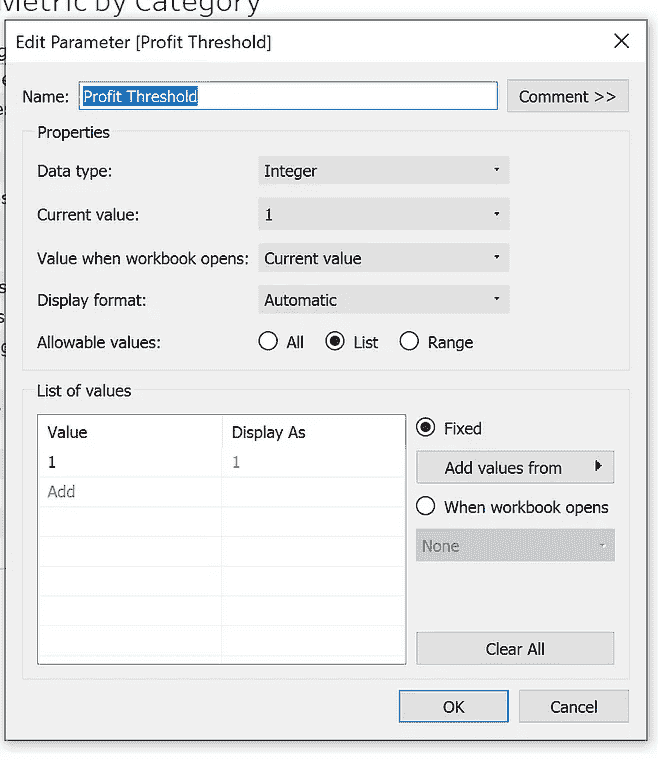 Metric by Category
Edit Parameter [Profit Threshold]
Name: Profit Threshold Comment >>
Properties
Data type: Integer
Current value: 1
Value when workbook opens: Current value
Display format: Automatic
Allowable values: All List Range
List of values
Value Display As
1 1
Add
Fixed
Add values from
When workbook opens
None
Clear All
OK Cancel